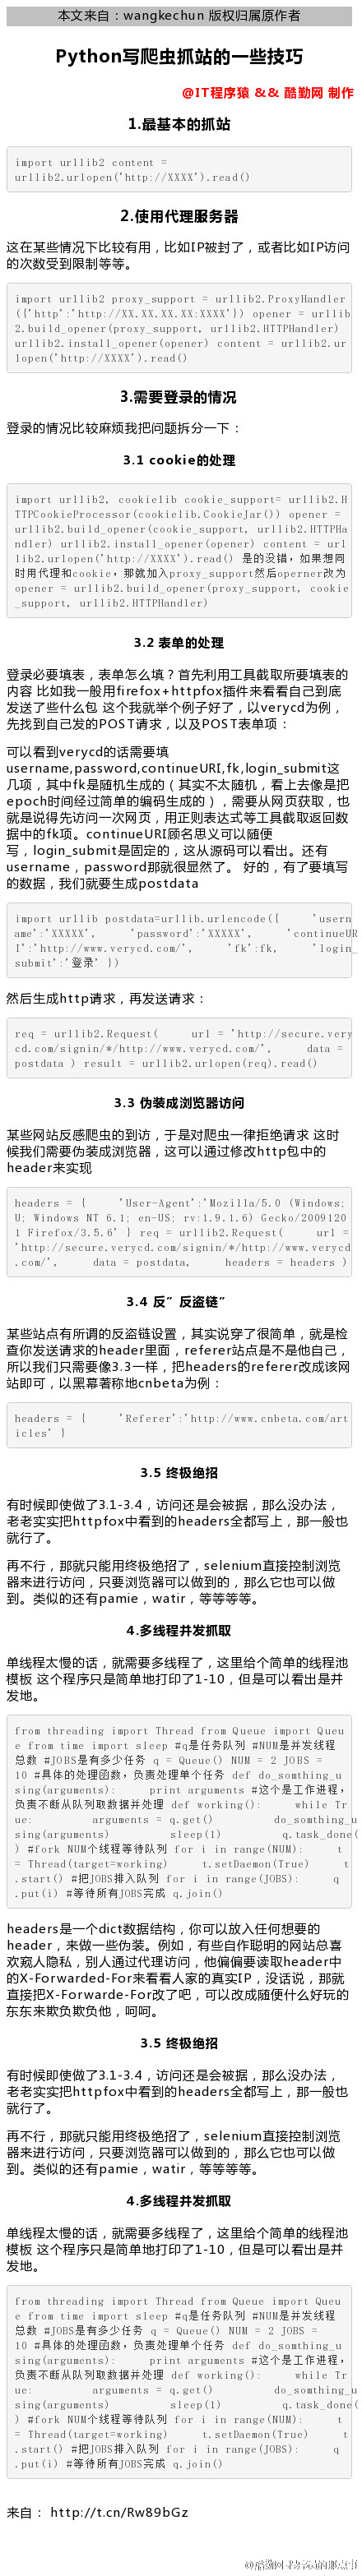 本文来自：wangkechun 版权归属原作者
Python写爬虫抓站的一些技巧
@IT程序猿 && 酷勤网 制作
1.最基本的抓站
import urllib2 content =
urllib2.urlopen('http://XXXX').read()
2.使用代理服务器
这在某些情况下比较有用，比如IP被封了，或者比如IP访问
的次数受到限制等等。
import urllib2 proxy_support = urllib2.ProxyHandler
({'http':'http://XX.XX.XX.XX:XXXX'}) opener = urllib
2.build_opener(proxy_support, urllib2.HTTPHandler)
urllib2.install_opener(opener) content = urllib2.ur
lopen('http://XXXX').read()
3.需要登录的情况
登录的情况比较麻烦我把问题拆分一下：
3.1 cookie的处理
import urllib2, cookielib cookie_support= urllib2.H
TTPCookieProcessor(cookielib.CookieJar()) opener =
urllib2.build_opener(cookie_support, urllib2.HTTPHa
ndler) urllib2.install_opener(opener) content = url
lib2.urlopen('http://XXXX').read() 是的没错，如果想同
时用代理和cookie，那就加入proxy_support然后operner改为
opener = urllib2.build_opener(proxy_support, cookie
_support, urllib2.HTTPHandler)
3.2 表单的处理
登录必要填表，表单怎么填？首先利用工具截取所要填表的
内容 比如我一般用firefox+httpfox插件来看看自己到底
发送了些什么包 这个我就举个例子好了，以verycd为例，
先找到自己发的POST请求，以及POST表单项：
可以看到verycd的话需要填
username,password,continueURI,fk,login_submit这
几项，其中fk是随机生成的（其实不太随机，看上去像是把
epoch时间经过简单的编码生成的），需要从网页获取，也
就是说得先访问一次网页，用正则表达式等工具截取返回数
据中的fk项。continueURI顾名思义可以随便
写，login_submit是固定的，这从源码可以看出。还有
username，password那就很显然了。 好的，有了要填写
的数据，我们就要生成postdata
import urllib postdata=urllib.urlencode({     'usern
ame':'XXXXX',     'password':'XXXXX',     'continueUR
I':'http://www.verycd.com/',     'fk':fk,     'login_
submit':'登录' })
然后生成http请求，再发送请求：
req = urllib2.Request(     url = 'http://secure.very
cd.com/signin/*/http://www.verycd.com/',     data =
postdata ) result = urllib2.urlopen(req).read()
3.3 伪装成浏览器访问
某些网站反感爬虫的到访，于是对爬虫一律拒绝请求 这时
候我们需要伪装成浏览器，这可以通过修改http包中的
header来实现
headers = {     'User-Agent':'Mozilla/5.0 (Windows;
U; Windows NT 6.1; en-US; rv:1.9.1.6) Gecko/2009120
1 Firefox/3.5.6' } req = urllib2.Request(     url =
'http://secure.verycd.com/signin/*/http://www.verycd
.com/',     data = postdata,     headers = headers )
3.4 反”反盗链”
某些站点有所谓的反盗链设置，其实说穿了很简单，就是检
查你发送请求的header里面，referer站点是不是他自己，
所以我们只需要像3.3一样，把headers的referer改成该网
站即可，以黑幕著称地cnbeta为例：
headers = {     'Referer':'http://www.cnbeta.com/art
icles' }
3.5 终极绝招
有时候即使做了3.1-3.4，访问还是会被据，那么没办法，
老老实实把httpfox中看到的headers全都写上，那一般也
就行了。
再不行，那就只能用终极绝招了，selenium直接控制浏览
器来进行访问，只要浏览器可以做到的，那么它也可以做
到。类似的还有pamie，watir，等等等等。
4.多线程并发抓取
单线程太慢的话，就需要多线程了，这里给个简单的线程池
模板 这个程序只是简单地打印了1-10，但是可以看出是并
发地。
from threading import Thread from Queue import Queu
e from time import sleep #q是任务队列 #NUM是并发线程
总数 #JOBS是有多少任务 q = Queue() NUM = 2 JOBS =
10 #具体的处理函数，负责处理单个任务 def do_somthing_u
sing(arguments):     print arguments #这个是工作进程，
负责不断从队列取数据并处理 def working():     while Tr
ue:         arguments = q.get()         do_somthing_u
sing(arguments)         sleep(1)         q.task_done(
) #fork NUM个线程等待队列 for i in range(NUM):     t
= Thread(target=working)     t.setDaemon(True)     t
.start() #把JOBS排入队列 for i in range(JOBS):     q
.put(i) #等待所有JOBS完成 q.join()
headers是一个dict数据结构，你可以放入任何想要的
header，来做一些伪装。例如，有些自作聪明的网站总喜
欢窥人隐私，别人通过代理访问，他偏偏要读取header中
的X-Forwarded-For来看看人家的真实IP，没话说，那就
直接把X-Forwarde-For改了吧，可以改成随便什么好玩的
东东来欺负欺负他，呵呵。
3.5 终极绝招
有时候即使做了3.1-3.4，访问还是会被据，那么没办法，
老老实实把httpfox中看到的headers全都写上，那一般也
就行了。
再不行，那就只能用终极绝招了，selenium直接控制浏览
器来进行访问，只要浏览器可以做到的，那么它也可以做
到。类似的还有pamie，watir，等等等等。
4.多线程并发抓取
单线程太慢的话，就需要多线程了，这里给个简单的线程池
模板 这个程序只是简单地打印了1-10，但是可以看出是并
发地。
from threading import Thread from Queue import Queu
e from time import sleep #q是任务队列 #NUM是并发线程
总数 #JOBS是有多少任务 q = Queue() NUM = 2 JOBS =
10 #具体的处理函数，负责处理单个任务 def do_somthing_u
sing(arguments):     print arguments #这个是工作进程，
负责不断从队列取数据并处理 def working():     while Tr
ue:         arguments = q.get()         do_somthing_u
sing(arguments)         sleep(1)         q.task_done(
) #fork NUM个线程等待队列 for i in range(NUM):     t
= Thread(target=working)     t.setDaemon(True)     t
.start() #把JOBS排入队列 for i in range(JOBS):     q
.put(i) #等待所有JOBS完成 q.join()
来自： http://t.cn/Rw89bGz